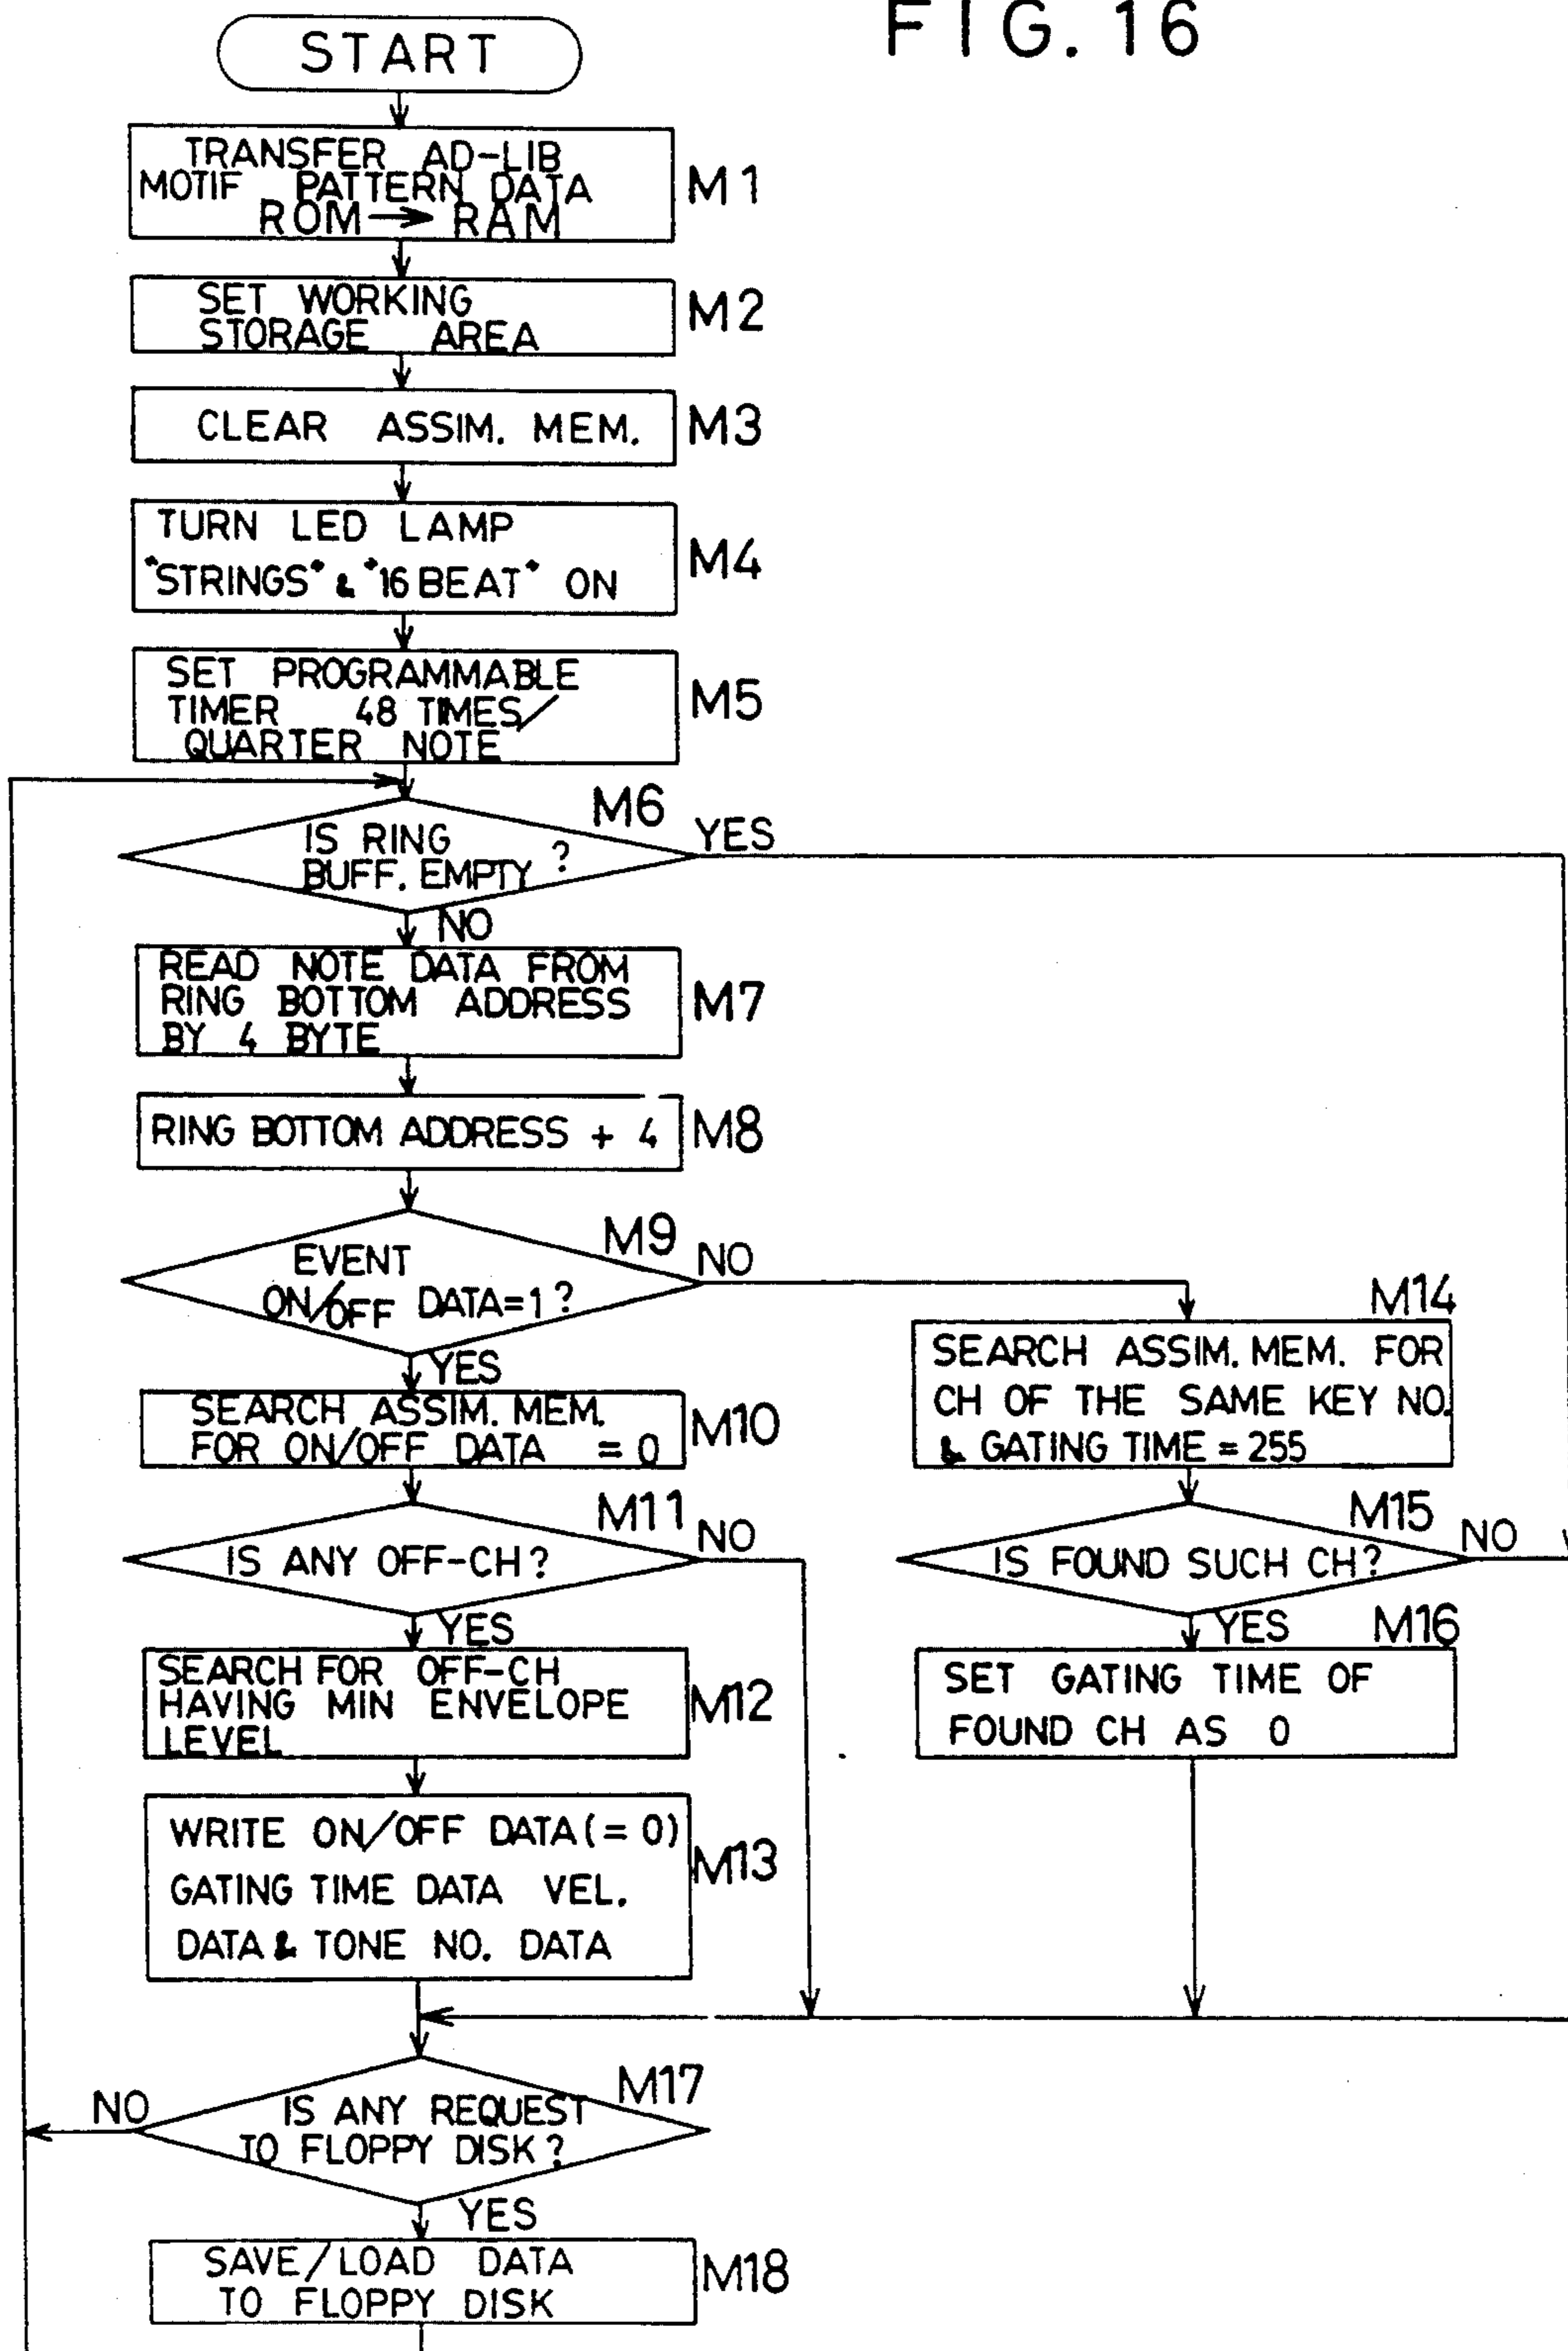 FIG. 16
START
TRANSFER AD-LIB
MOTIF PATTERN DATA
ROM → RAM
M1
SET WORKING
STORAGE AREA
M2
CLEAR ASSIM. MEM.
M3
TURN LED LAMP
"STRINGS" & "16 BEAT" ON
M4
SET PROGRAMMABLE
TIMER 48 TIMES/
QUARTER NOTE
M5
M6
IS RING
BUFF. EMPTY ?
YES
NO
READ NOTE DATA FROM
RING BOTTOM ADDRESS
BY 4 BYTE
M7
RING BOTTOM ADDRESS + 4
M8
M9
EVENT
ON/OFF DATA=1?
NO
YES
SEARCH ASSIM. MEM.
FOR ON/OFF DATA = 0
M10
M14
SEARCH ASSIM. MEM. FOR
CH OF THE SAME KEY NO.
& GATING TIME = 255
M11
IS ANY OFF-CH?
NO
YES
M15
IS FOUND SUCH CH?
NO
YES
SEARCH FOR OFF-CH
HAVING MIN ENVELOPE
LEVEL
M12
M16
SET GATING TIME OF
FOUND CH AS 0
WRITE ON/OFF DATA (= 0)
GATING TIME DATA VEL.
DATA & TONE NO. DATA
M13
M17
IS ANY REQUEST
TO FLOPPY DISK?
NO
YES
SAVE/LOAD DATA
TO FLOPPY DISK
M18